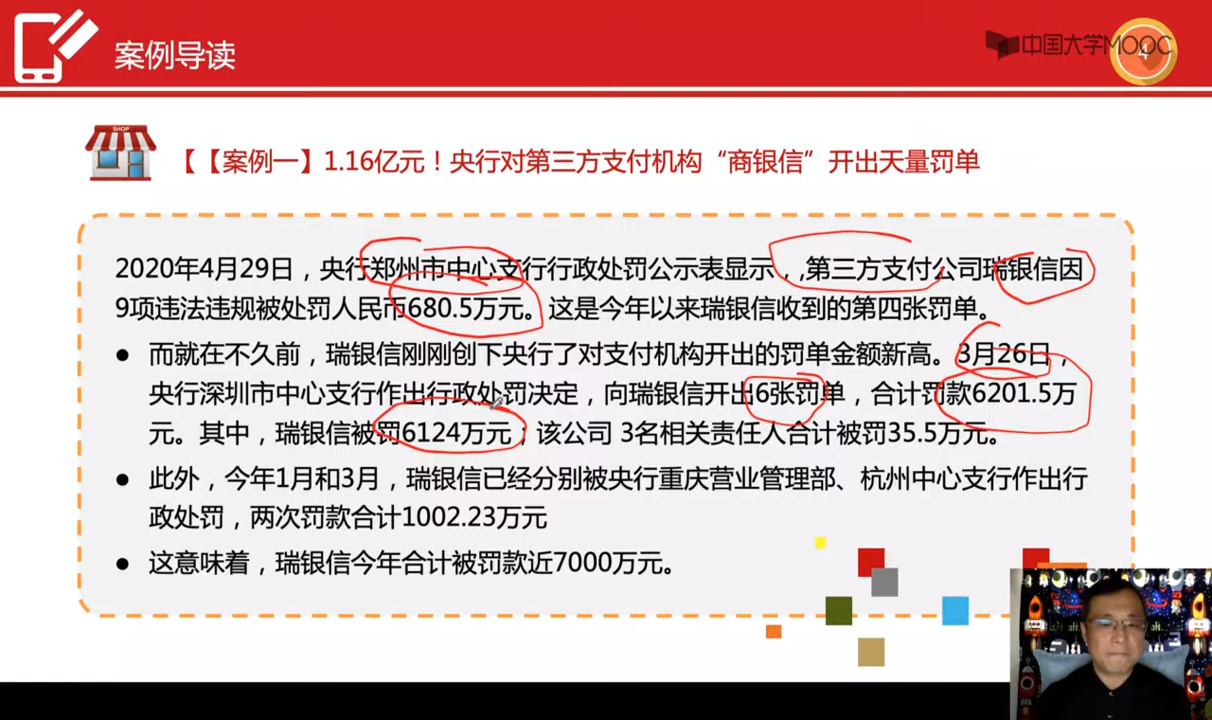 案例导读
中国大学MOOC
4
SHOP
【【案例一】1.16亿元！央行对第三方支付机构“商银信”开出天量罚单
2020年4月29日，央行郑州市中心支行行政处罚公示表显示，,第三方支付公司瑞银信因
9项违法违规被处罚人民币680.5万元。这是今年以来瑞银信收到的第四张罚单。
● 而就在不久前，瑞银信刚刚创下央行了对支付机构开出的罚单金额新高。3月26日，
央行深圳市中心支行作出行政处罚决定，向瑞银信开出6张罚单，合计罚款6201.5万
元。其中，瑞银信被罚6124万元；该公司 3名相关责任人合计被罚35.5万元。
● 此外，今年1月和3月，瑞银信已经分别被央行重庆营业管理部、杭州中心支行作出行
政处罚，两次罚款合计1002.23万元
● 这意味着，瑞银信今年合计被罚款近7000万元。